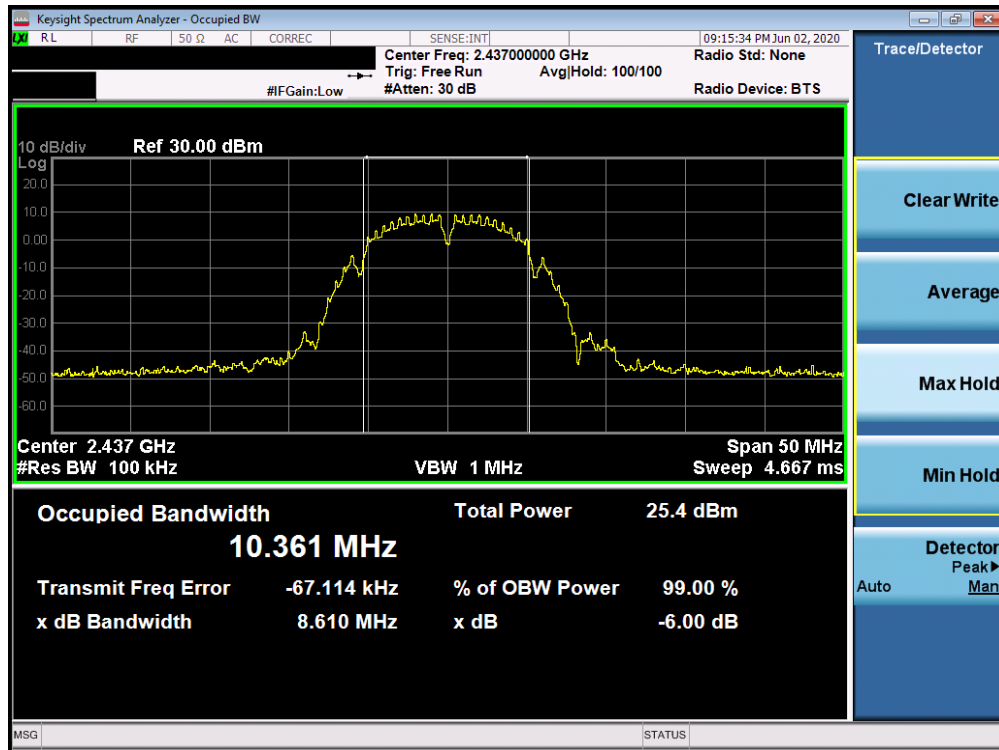 Keysight Spectrum Analyzer - Occupied BW
LXI RL RF 50 Ω AC CORREC SENSE:INT 09:15:34 PM Jun 02, 2020
Center Freq: 2.437000000 GHz Radio Std: None
Trig: Free Run Avg|Hold: 100/100
#IFGain:Low #Atten: 30 dB Radio Device: BTS
Trace/Detector
10 dB/div Ref 30.00 dBm
Log
20.0
10.0
0.00
-10.0
-20.0
-30.0
-40.0
-50.0
-60.0
Center 2.437 GHz Span 50 MHz
#Res BW 100 kHz VBW 1 MHz Sweep 4.667 ms
Occupied Bandwidth Total Power 25.4 dBm
10.361 MHz
Transmit Freq Error -67.114 kHz % of OBW Power 99.00 %
x dB Bandwidth 8.610 MHz x dB -6.00 dB
Clear Write
Average
Max Hold
Min Hold
Detector
Peak
Auto Man
MSG STATUS